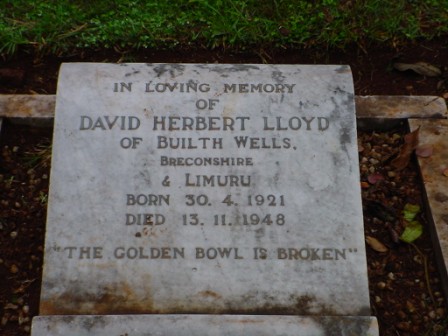 IN LOVING MEMORY
OF
DAVID HERBERT LLOYD
OF BUILTH WELLS,
BRECONSHIRE
& LIMURU.
BORN 30. 4. 1921
DIED 13. 11. 1948
"THE GOLDEN BOWL IS BROKEN"